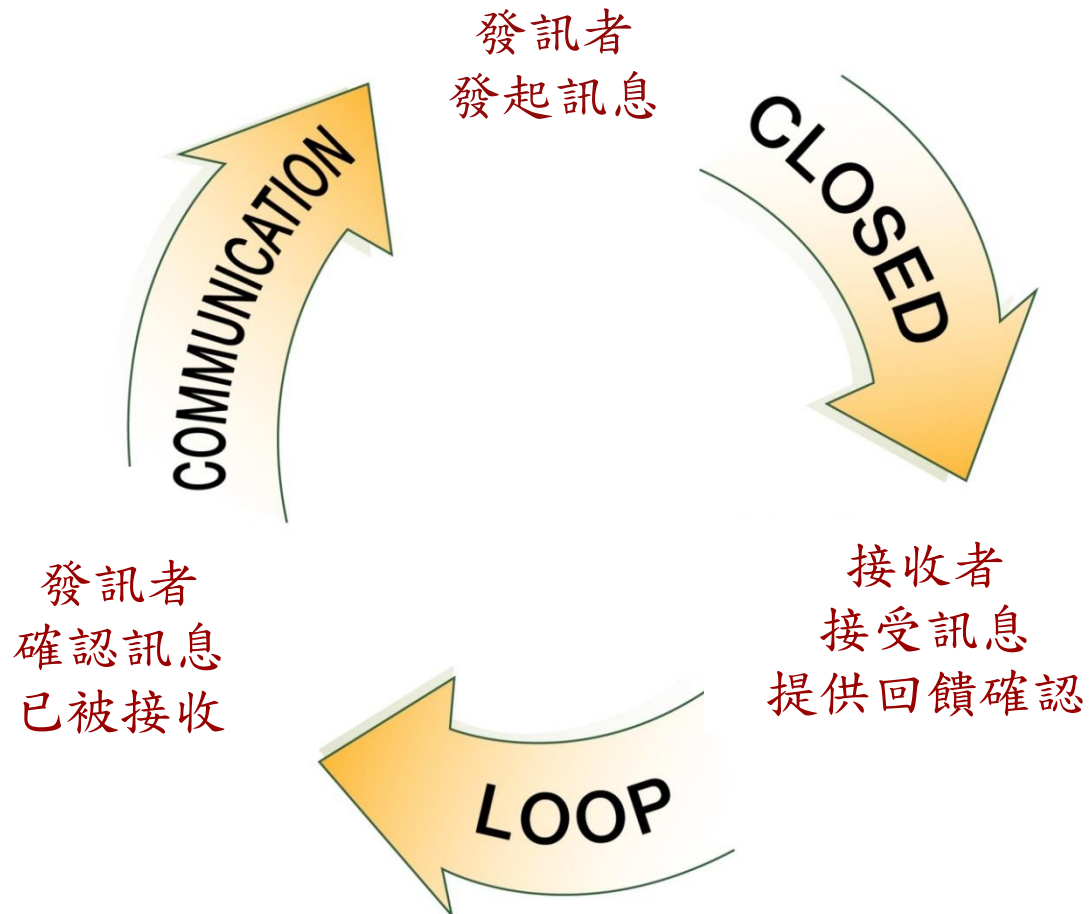 發訊者
發起訊息
CLOSED
接收者
接受訊息
提供回饋確認
LOOP
發訊者
確認訊息
已被接收
COMMUNICATION